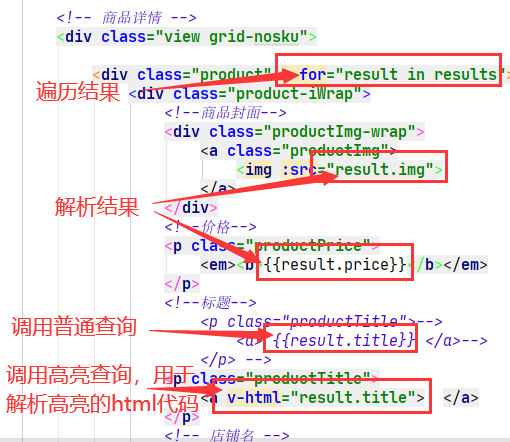 <!-- 商品详情 -->
<div class="view grid-nosku">
<div class="product" for="result in results"
遍历结果
<div class="product-iWrap">
<!--商品封面-->
<div class="productImg-wrap">
<a class="productImg">
<img :src="result.img">
</a>
解析结果
</div>
<!--价格-->
<p class="productPrice">
<em><b>{{result.price}}</b></em>
</p>
<!--标题-->
调用普通查询
<p class="productTitle">-->
<a> {{result.title}} </a>-->
</p> -->
调用高亮查询，用于
解析高亮的html代码
<p class="productTitle">
<a v-html="result.title"> </a>
</p>
<!-- 店铺名 -->